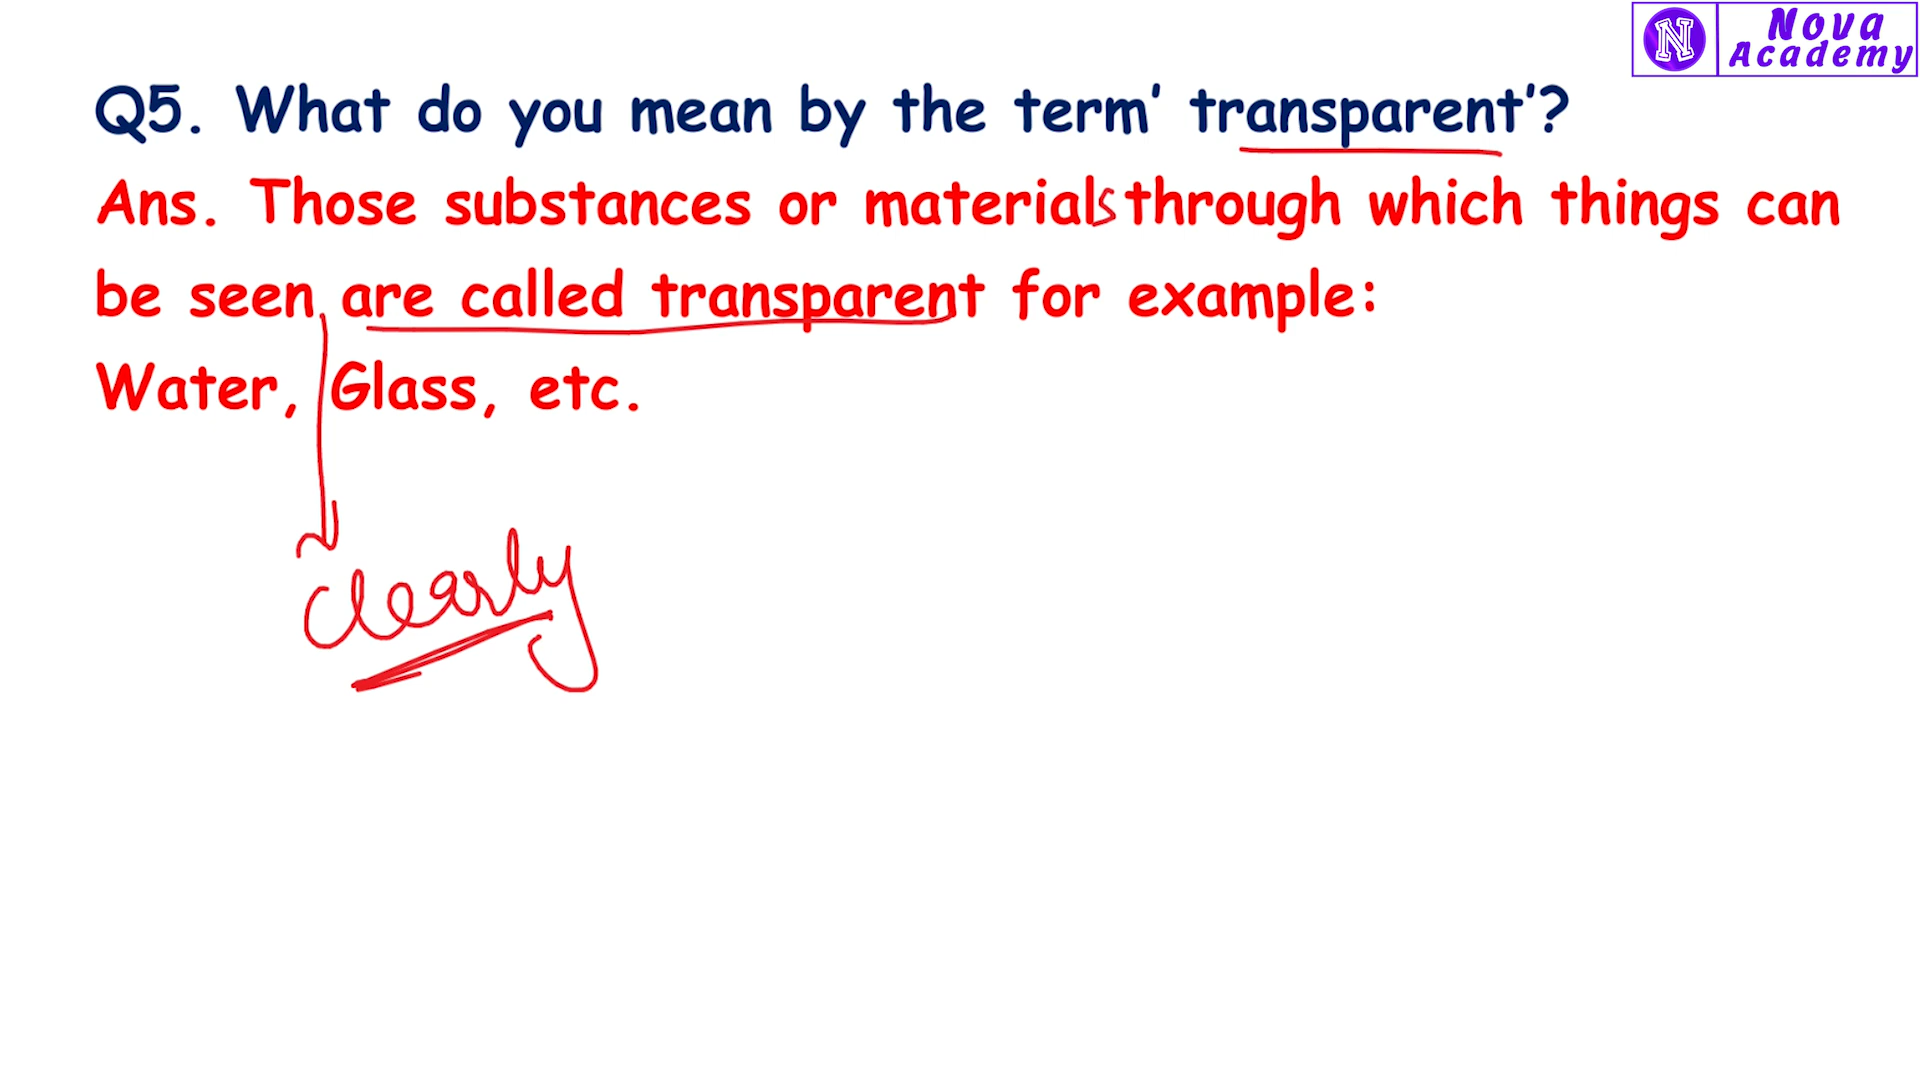 N Nova
Academy
Q5. What do you mean by the term’ transparent’?
Ans. Those substances or materials through which things can
be seen are called transparent for example:
Water, Glass, etc.
clearly